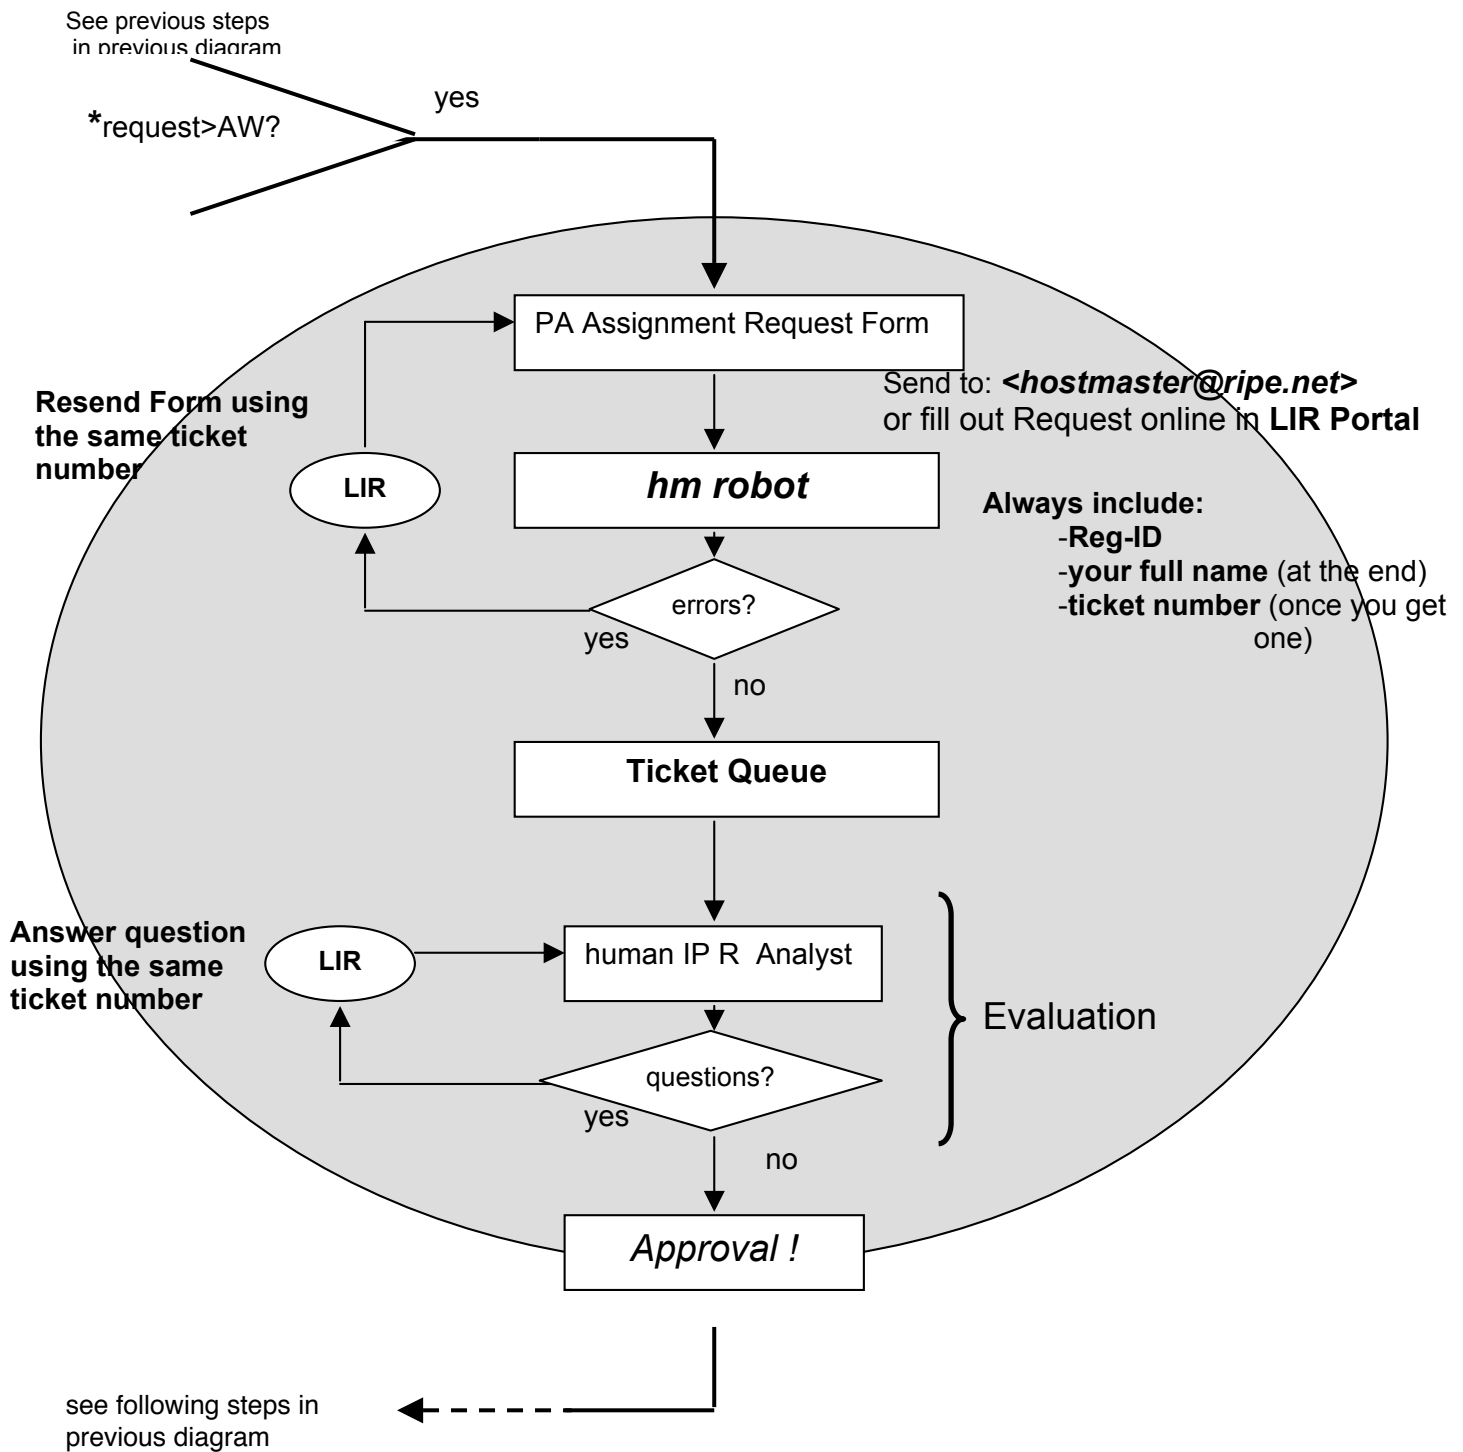 See previous steps
in previous diagram
yes
*request>AW?
PA Assignment Request Form
Send to: <hostmaster@ripe.net>
or fill out Request online in LIR Portal
Resend Form using
the same ticket
number
LIR
hm robot
Always include:
-Reg-ID
-your full name (at the end)
-ticket number (once you get
one)
errors?
yes
no
Ticket Queue
Answer question
using the same
ticket number
LIR
human IP R Analyst
Evaluation
questions?
yes
no
Approval !
see following steps in
previous diagram